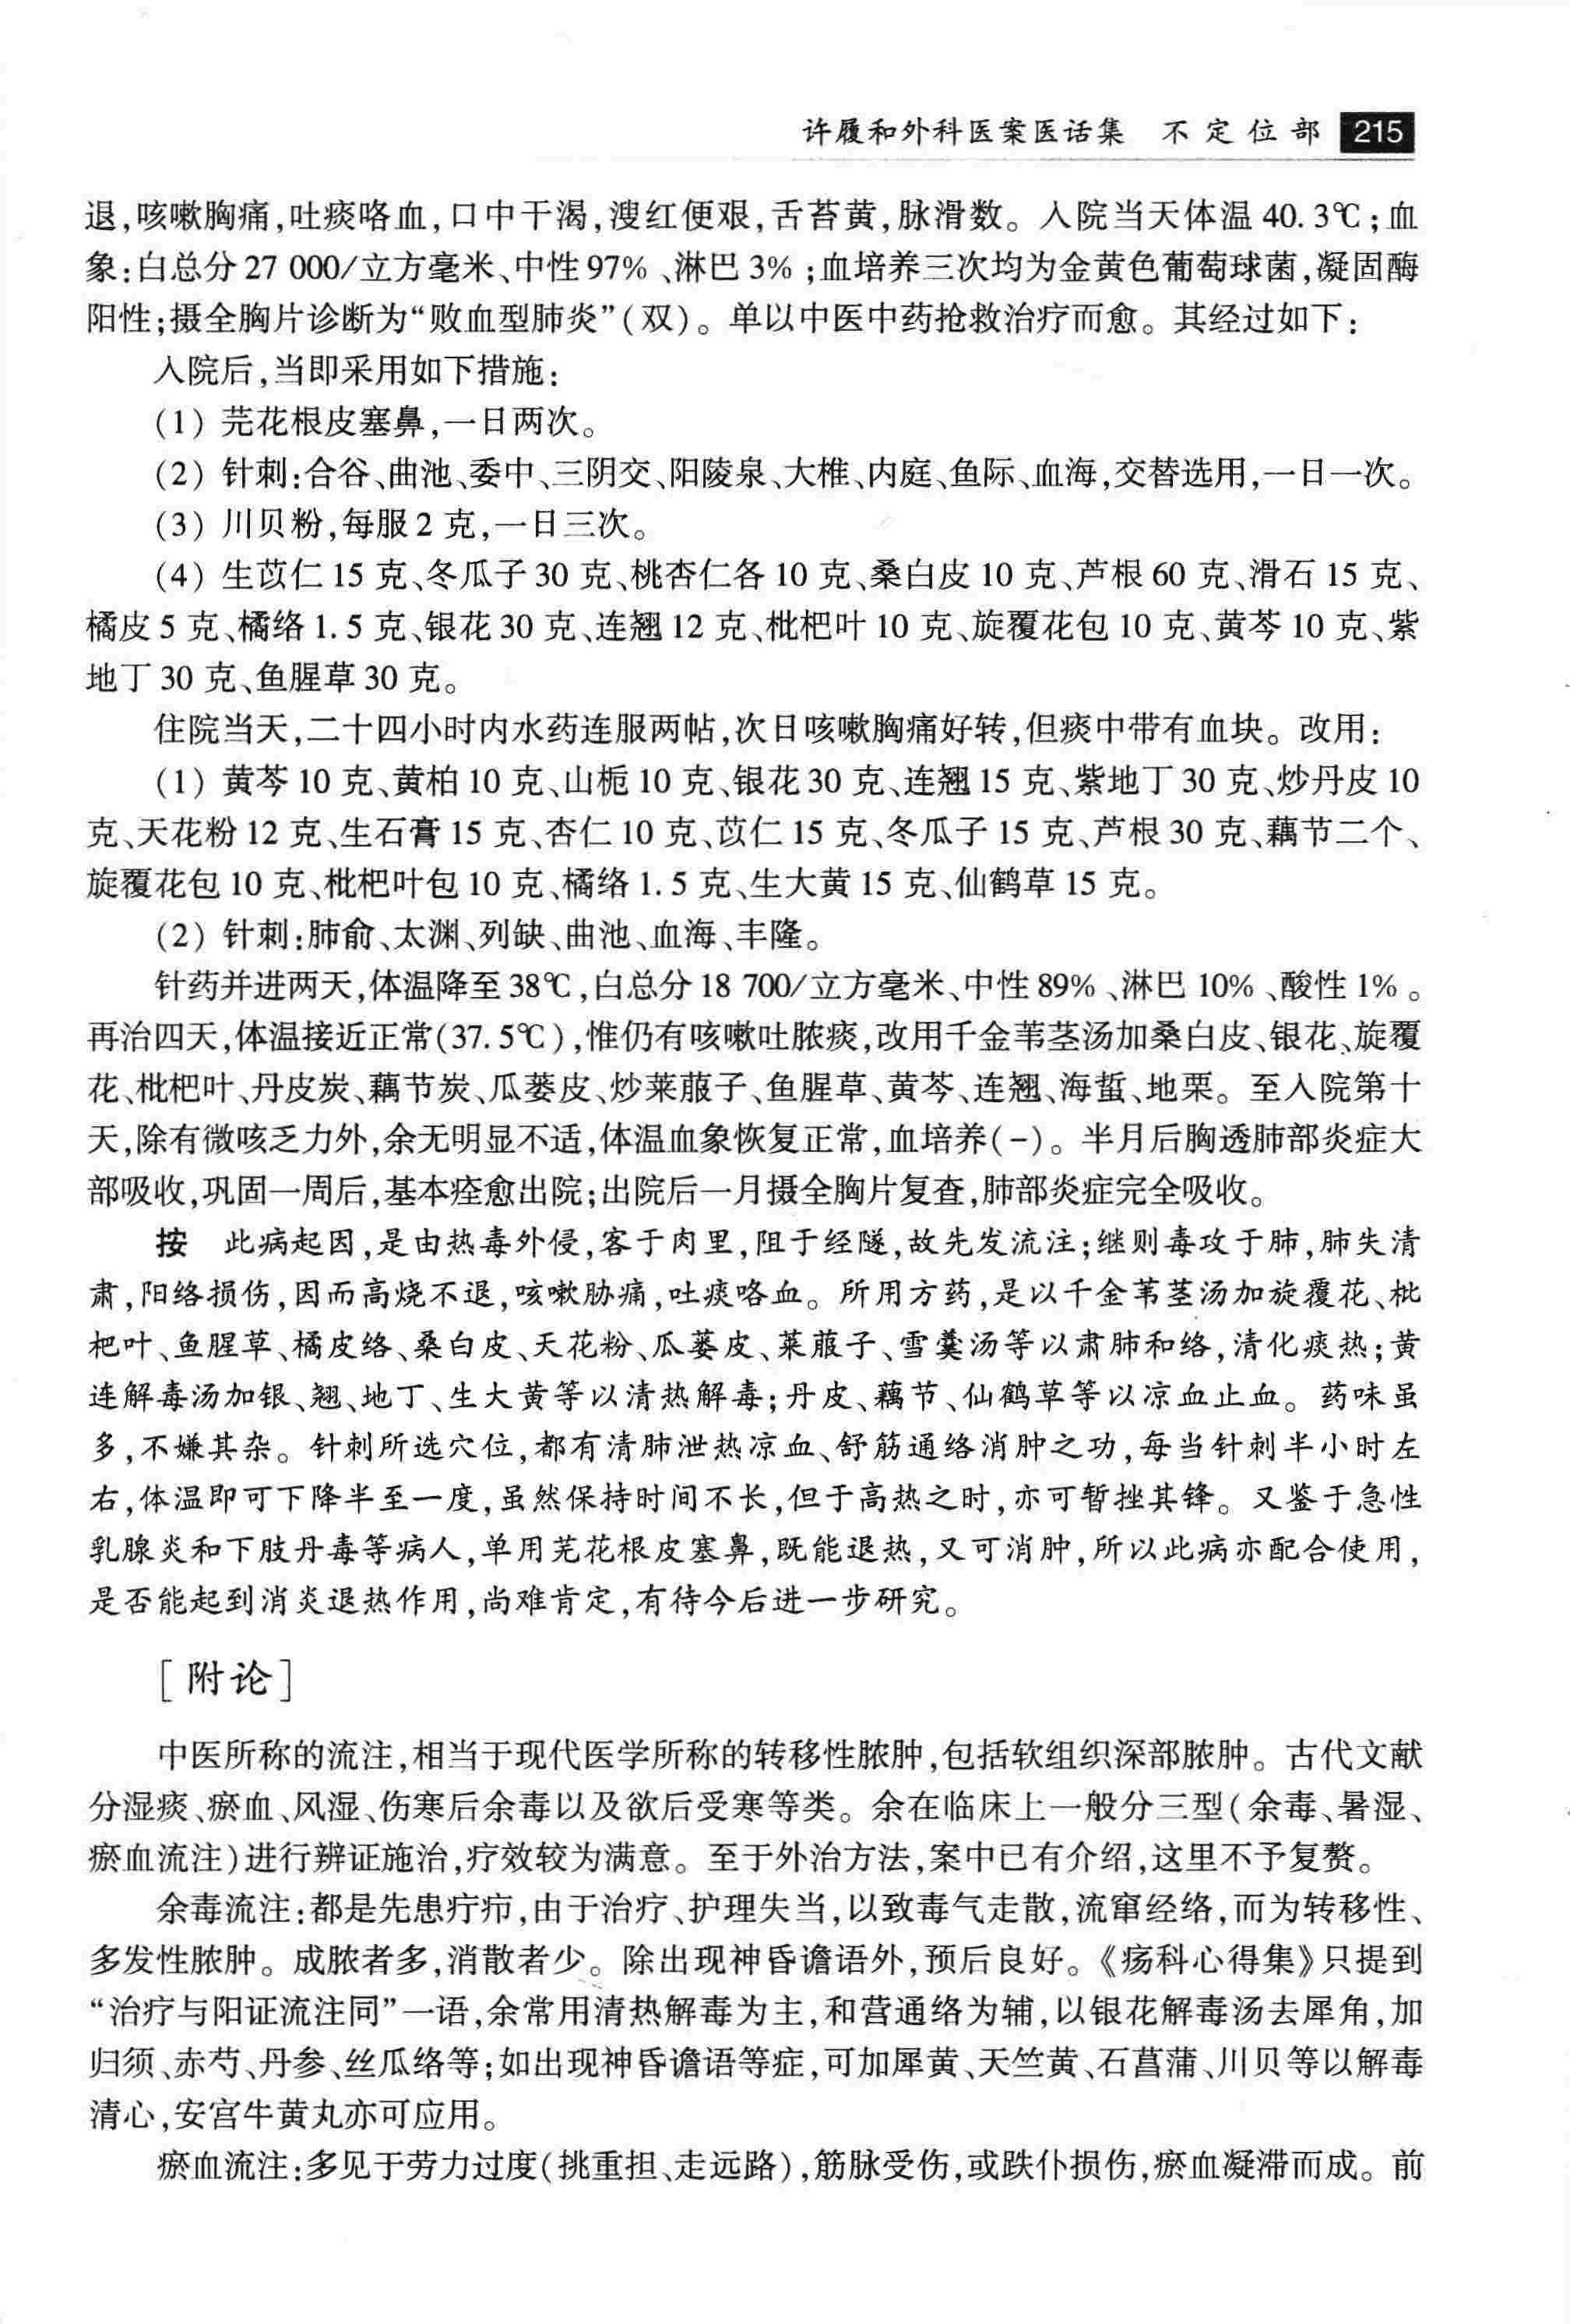 许履和外科医案医话集 不定位部 215
退,咳嗽胸痛,吐痰咯血,口中干渴,溲红便艰,舌苔黄,脉滑数。入院当天体温 40.3℃;血
象:白总分 27 000/立方毫米、中性 97%、淋巴 3%;血培养三次均为金黄色葡萄球菌,凝固酶
阳性;摄全胸片诊断为“败血型肺炎”(双)。单以中医中药抢救治疗而愈。其经过如下:
入院后,当即采用如下措施:
(1) 芫花根皮塞鼻,一日两次。
(2) 针刺:合谷、曲池、委中、三阴交、阳陵泉、大椎、内庭、鱼际、血海,交替选用,一日一次。
(3) 川贝粉,每服 2 克,一日三次。
(4) 生苡仁 15 克、冬瓜子 30 克、桃杏仁各 10 克、桑白皮 10 克、芦根 60 克、滑石 15 克、
橘皮 5 克、橘络 1.5 克、银花 30 克、连翘 12 克、枇杷叶 10 克、旋覆花包 10 克、黄芩 10 克、紫
地丁 30 克、鱼腥草 30 克。
住院当天,二十四小时内水药连服两帖,次日咳嗽胸痛好转,但痰中带有血块。改用:
(1) 黄芩 10 克、黄柏 10 克、山栀 10 克、银花 30 克、连翘 15 克、紫地丁 30 克、炒丹皮 10
克、天花粉 12 克、生石膏 15 克、杏仁 10 克、苡仁 15 克、冬瓜子 15 克、芦根 30 克、藕节二个、
旋覆花包 10 克、枇杷叶包 10 克、橘络 1.5 克、生大黄 15 克、仙鹤草 15 克。
(2) 针刺:肺俞、太渊、列缺、曲池、血海、丰隆。
针药并进两天,体温降至 38℃,白总分 18 700/立方毫米、中性 89%、淋巴 10%、酸性 1%。
再治四天,体温接近正常(37.5℃),惟仍有咳嗽吐脓痰,改用千金苇茎汤加桑白皮、银花、旋覆
花、枇杷叶、丹皮炭、藕节炭、瓜蒌皮、炒莱菔子、鱼腥草、黄芩、连翘、海蜇、地栗。至入院第十
天,除有微咳乏力外,余无明显不适,体温血象恢复正常,血培养(-)。半月后胸透肺部炎症大
部吸收,巩固一周后,基本痊愈出院;出院后一月摄全胸片复查,肺部炎症完全吸收。
按 此病起因,是由热毒外侵,客于肉里,阻于经隧,故先发流注;继则毒攻于肺,肺失清
肃,阳络损伤,因而高烧不退,咳嗽胁痛,吐痰咯血。所用方药,是以千金苇茎汤加旋覆花、枇
杷叶、鱼腥草、橘皮络、桑白皮、天花粉、瓜蒌皮、莱菔子、雪羹汤等以肃肺和络,清化痰热;黄
连解毒汤加银、翘、地丁、生大黄等以清热解毒;丹皮、藕节、仙鹤草等以凉血止血。药味虽
多,不嫌其杂。针刺所选穴位,都有清肺泄热凉血、舒筋通络消肿之功,每当针刺半小时左
右,体温即可下降半至一度,虽然保持时间不长,但于高热之时,亦可暂挫其锋。又鉴于急性
乳腺炎和下肢丹毒等病人,单用芫花根皮塞鼻,既能退热,又可消肿,所以此病亦配合使用,
是否能起到消炎退热作用,尚难肯定,有待今后进一步研究。
[附论]
中医所称的流注,相当于现代医学所称的转移性脓肿,包括软组织深部脓肿。古代文献
分湿痰、瘀血、风湿、伤寒后余毒以及欲后受寒等类。余在临床上一般分三型(余毒、暑湿、
瘀血流注)进行辨证施治,疗效较为满意。至于外治方法,案中已有介绍,这里不予复赘。
余毒流注:都是先患疔疖,由于治疗、护理失当,以致毒气走散,流窜经络,而为转移性、
多发性脓肿。成脓者多,消散者少。除出现神昏谵语外,预后良好。《疡科心得集》只提到
“治疗与阳证流注同”一语,余常用清热解毒为主,和营通络为辅,以银花解毒汤去犀角,加
归须、赤芍、丹参、丝瓜络等;如出现神昏谵语等症,可加犀黄、天竺黄、石菖蒲、川贝等以解毒
清心,安宫牛黄丸亦可应用。
瘀血流注:多见于劳力过度(挑重担、走远路),筋脉受伤,或跌仆损伤,瘀血凝滞而成。前